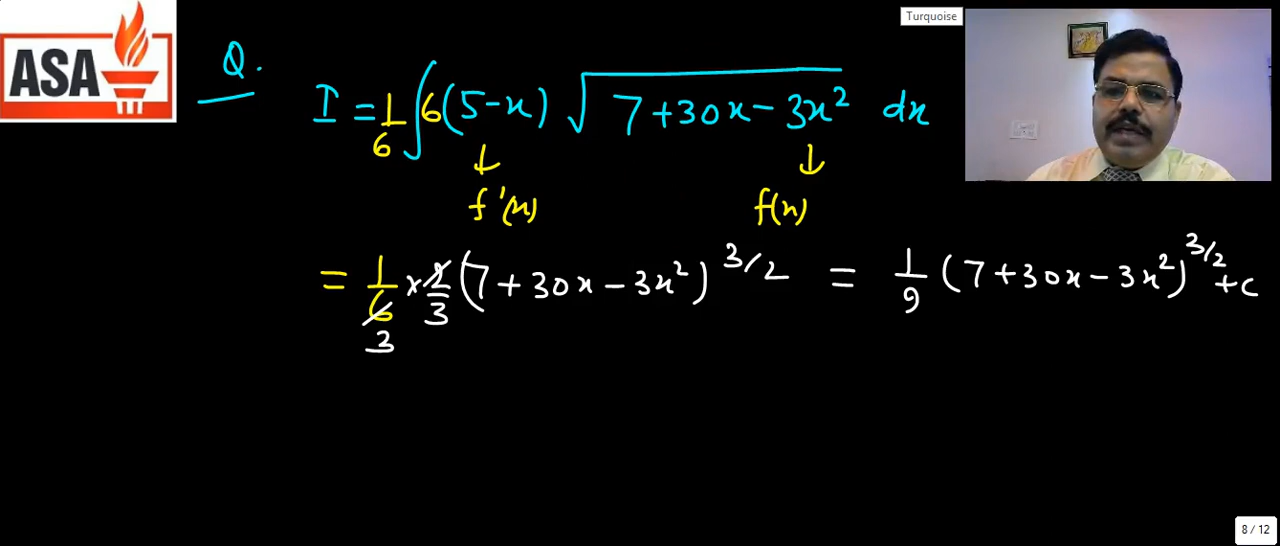 ASA
Turquoise
Q.
I = 1/6 ∫ 6(5-x) √(7+30x-3x²) dx
↓ ↓
f'(x) f(x)
= 1/6 × 2/3 (7+30x-3x²)^3/2 = 1/9 (7+30x-3x²)^3/2 + c
3
8 / 12